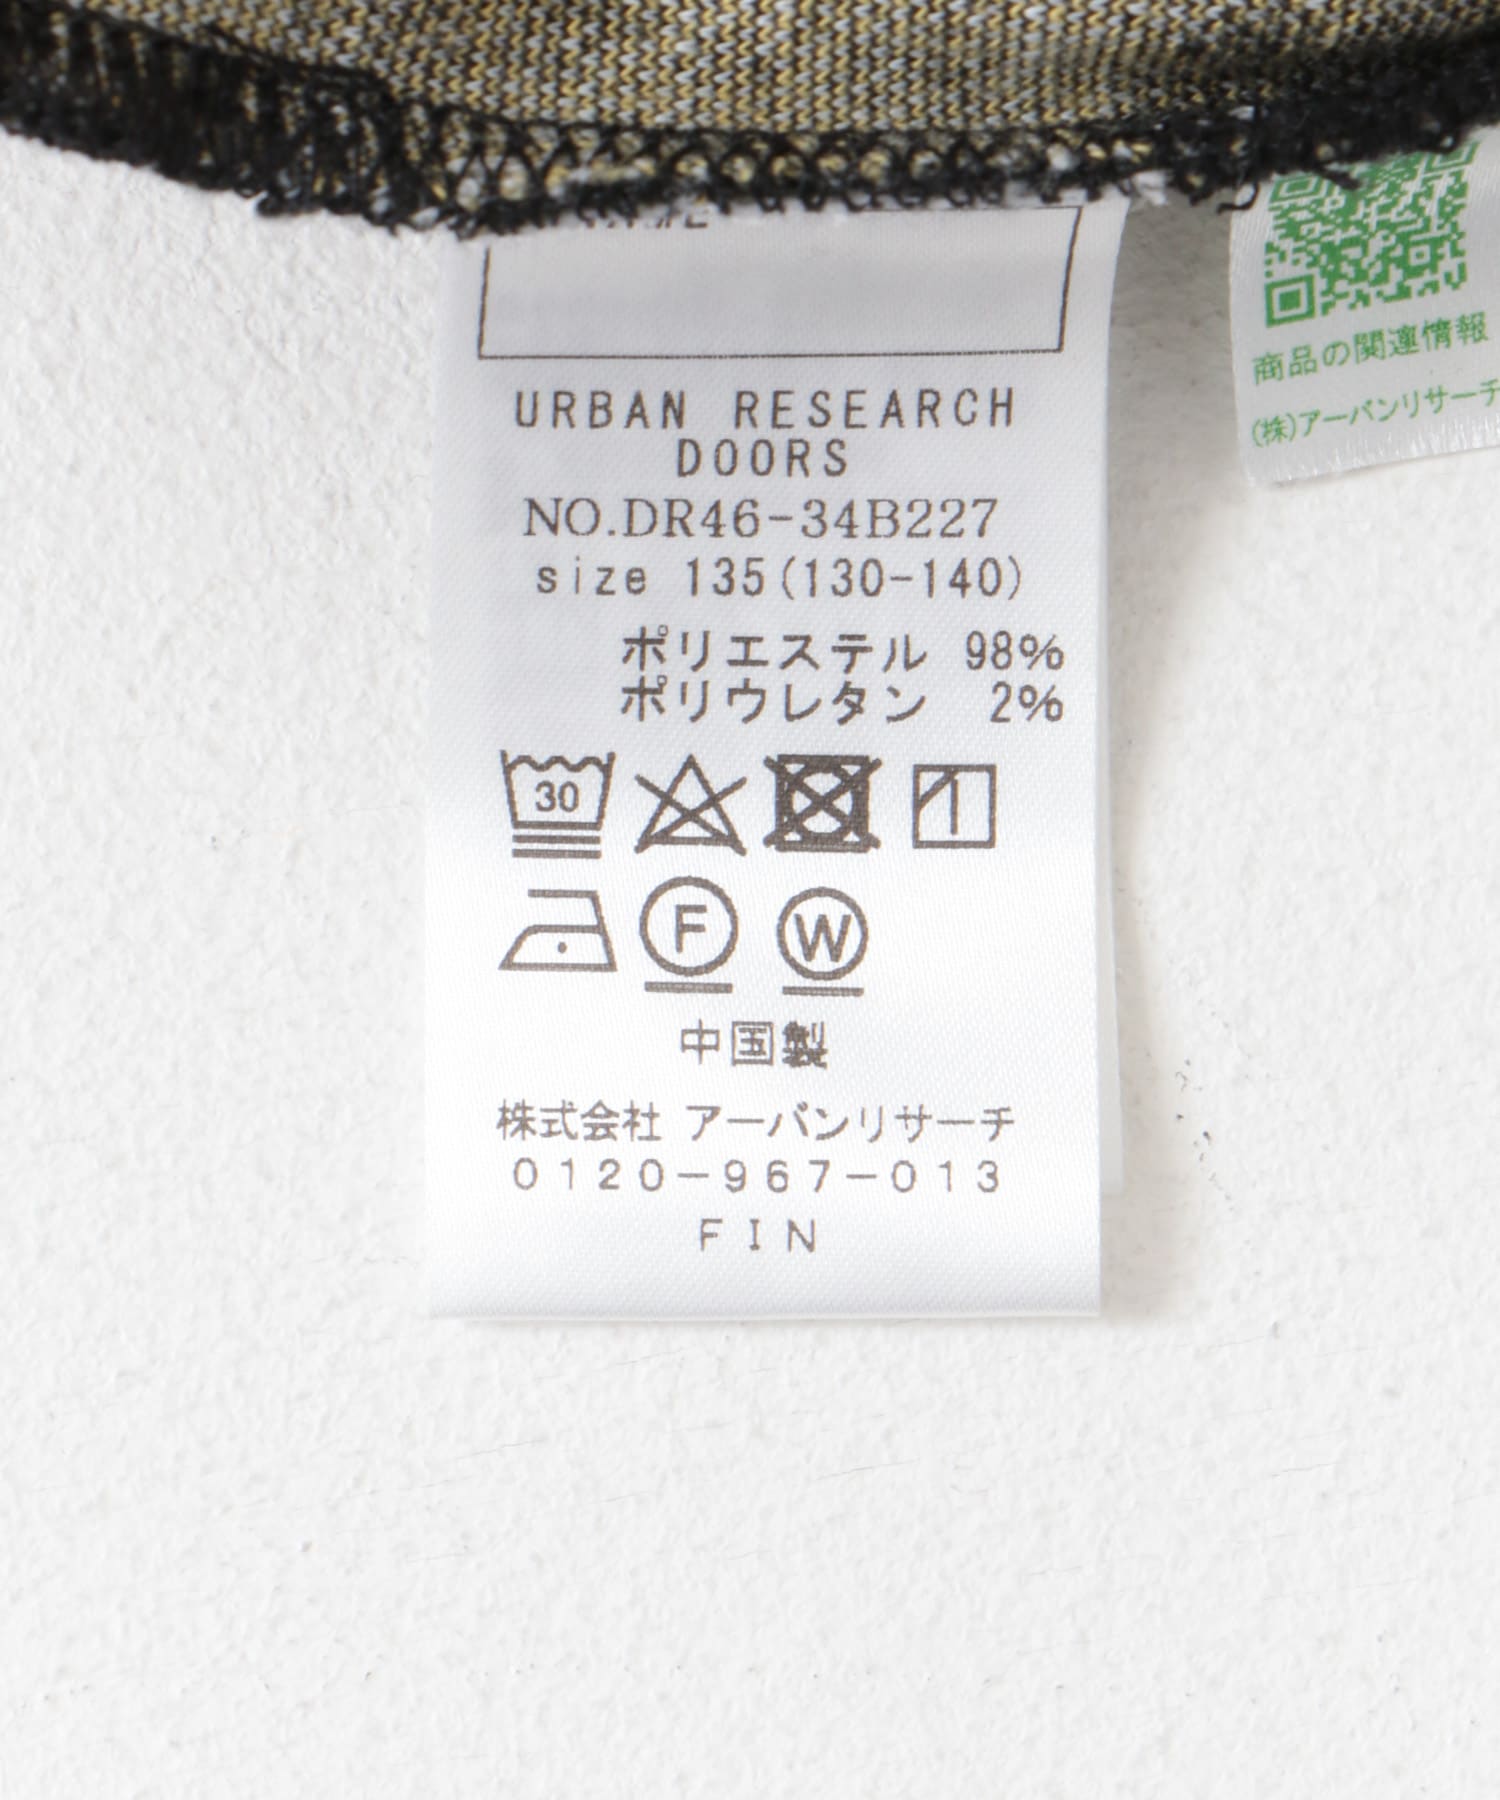 URBAN RESEARCH
DOORS
NO.DR46-34B227
size 135(130-140)
ポリエステル 98%
ポリウレタン 2%
30
F
W
中国製
株式会社 アーバンリサーチ
0120-967-013
FIN
商品の関連情報
(株)アーバンリサーチ